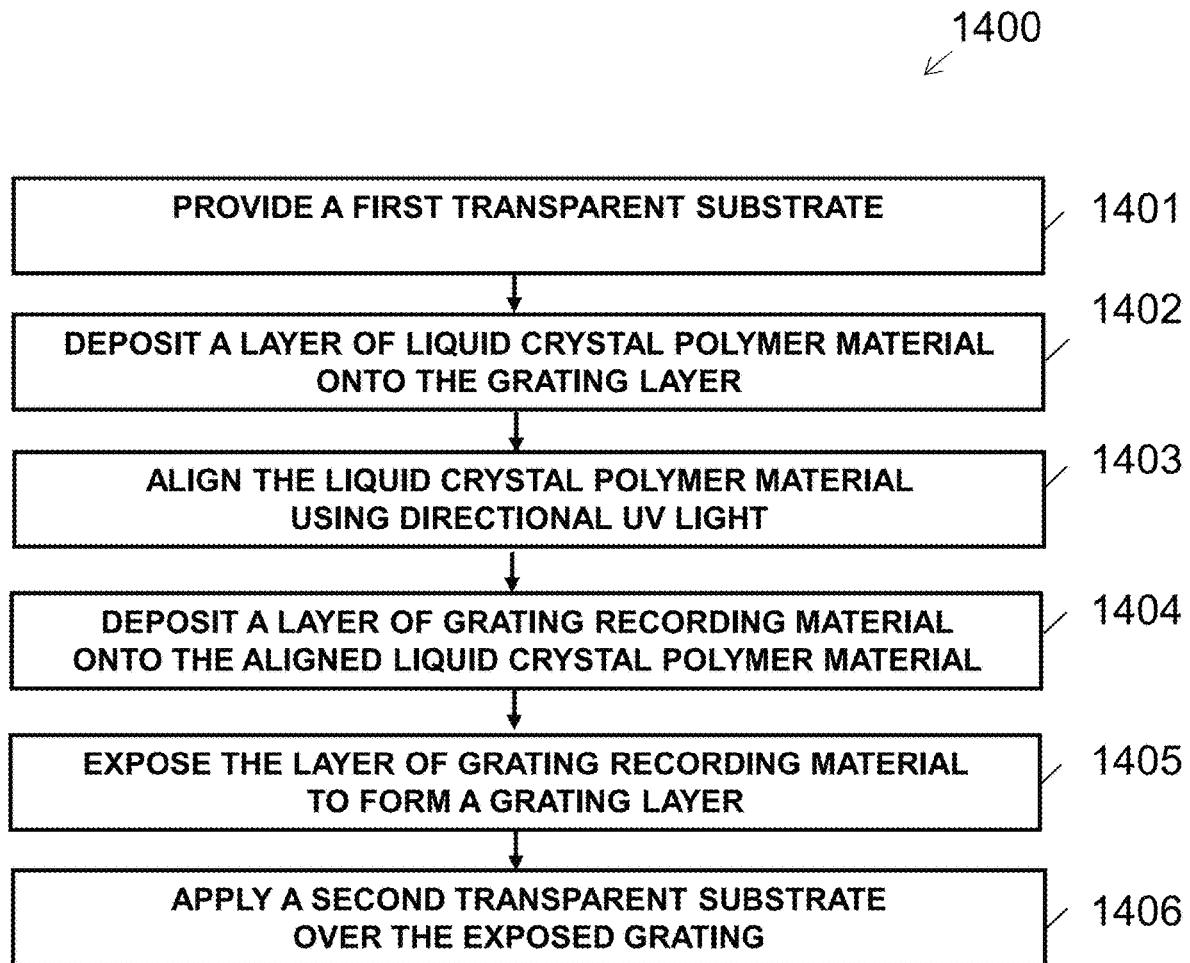 1400
PROVIDE A FIRST TRANSPARENT SUBSTRATE
1401
DEPOSIT A LAYER OF LIQUID CRYSTAL POLYMER MATERIAL
ONTO THE GRATING LAYER
1402
ALIGN THE LIQUID CRYSTAL POLYMER MATERIAL
USING DIRECTIONAL UV LIGHT
1403
DEPOSIT A LAYER OF GRATING RECORDING MATERIAL
ONTO THE ALIGNED LIQUID CRYSTAL POLYMER MATERIAL
1404
EXPOSE THE LAYER OF GRATING RECORDING MATERIAL
TO FORM A GRATING LAYER
1405
APPLY A SECOND TRANSPARENT SUBSTRATE
OVER THE EXPOSED GRATING
1406